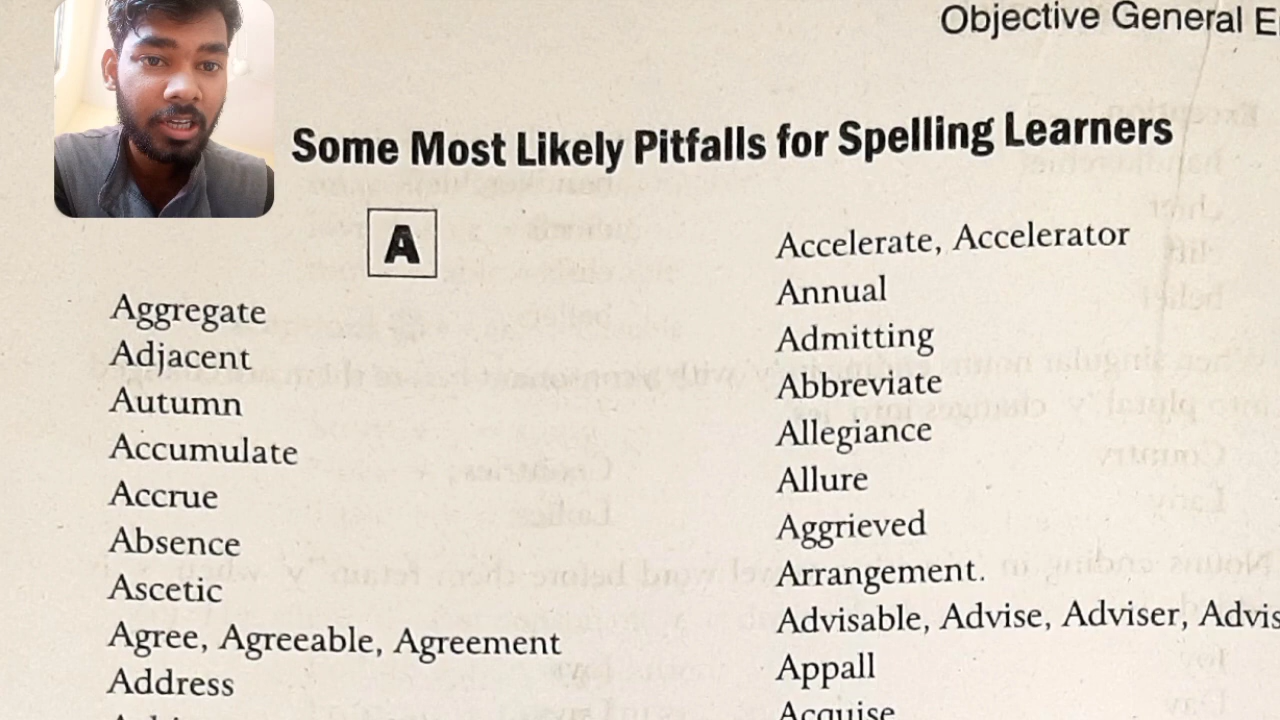 Objective General E
Some Most Likely Pitfalls for Spelling Learners
A
Aggregate
Adjacent
Autumn
Accumulate
Accrue
Absence
Ascetic
Agree, Agreeable, Agreement
Address
Accelerate, Accelerator
Annual
Admitting
Abbreviate
Allegiance
Allure
Aggrieved
Arrangement.
Advisable, Advise, Adviser, Advis
Appall
Acquise